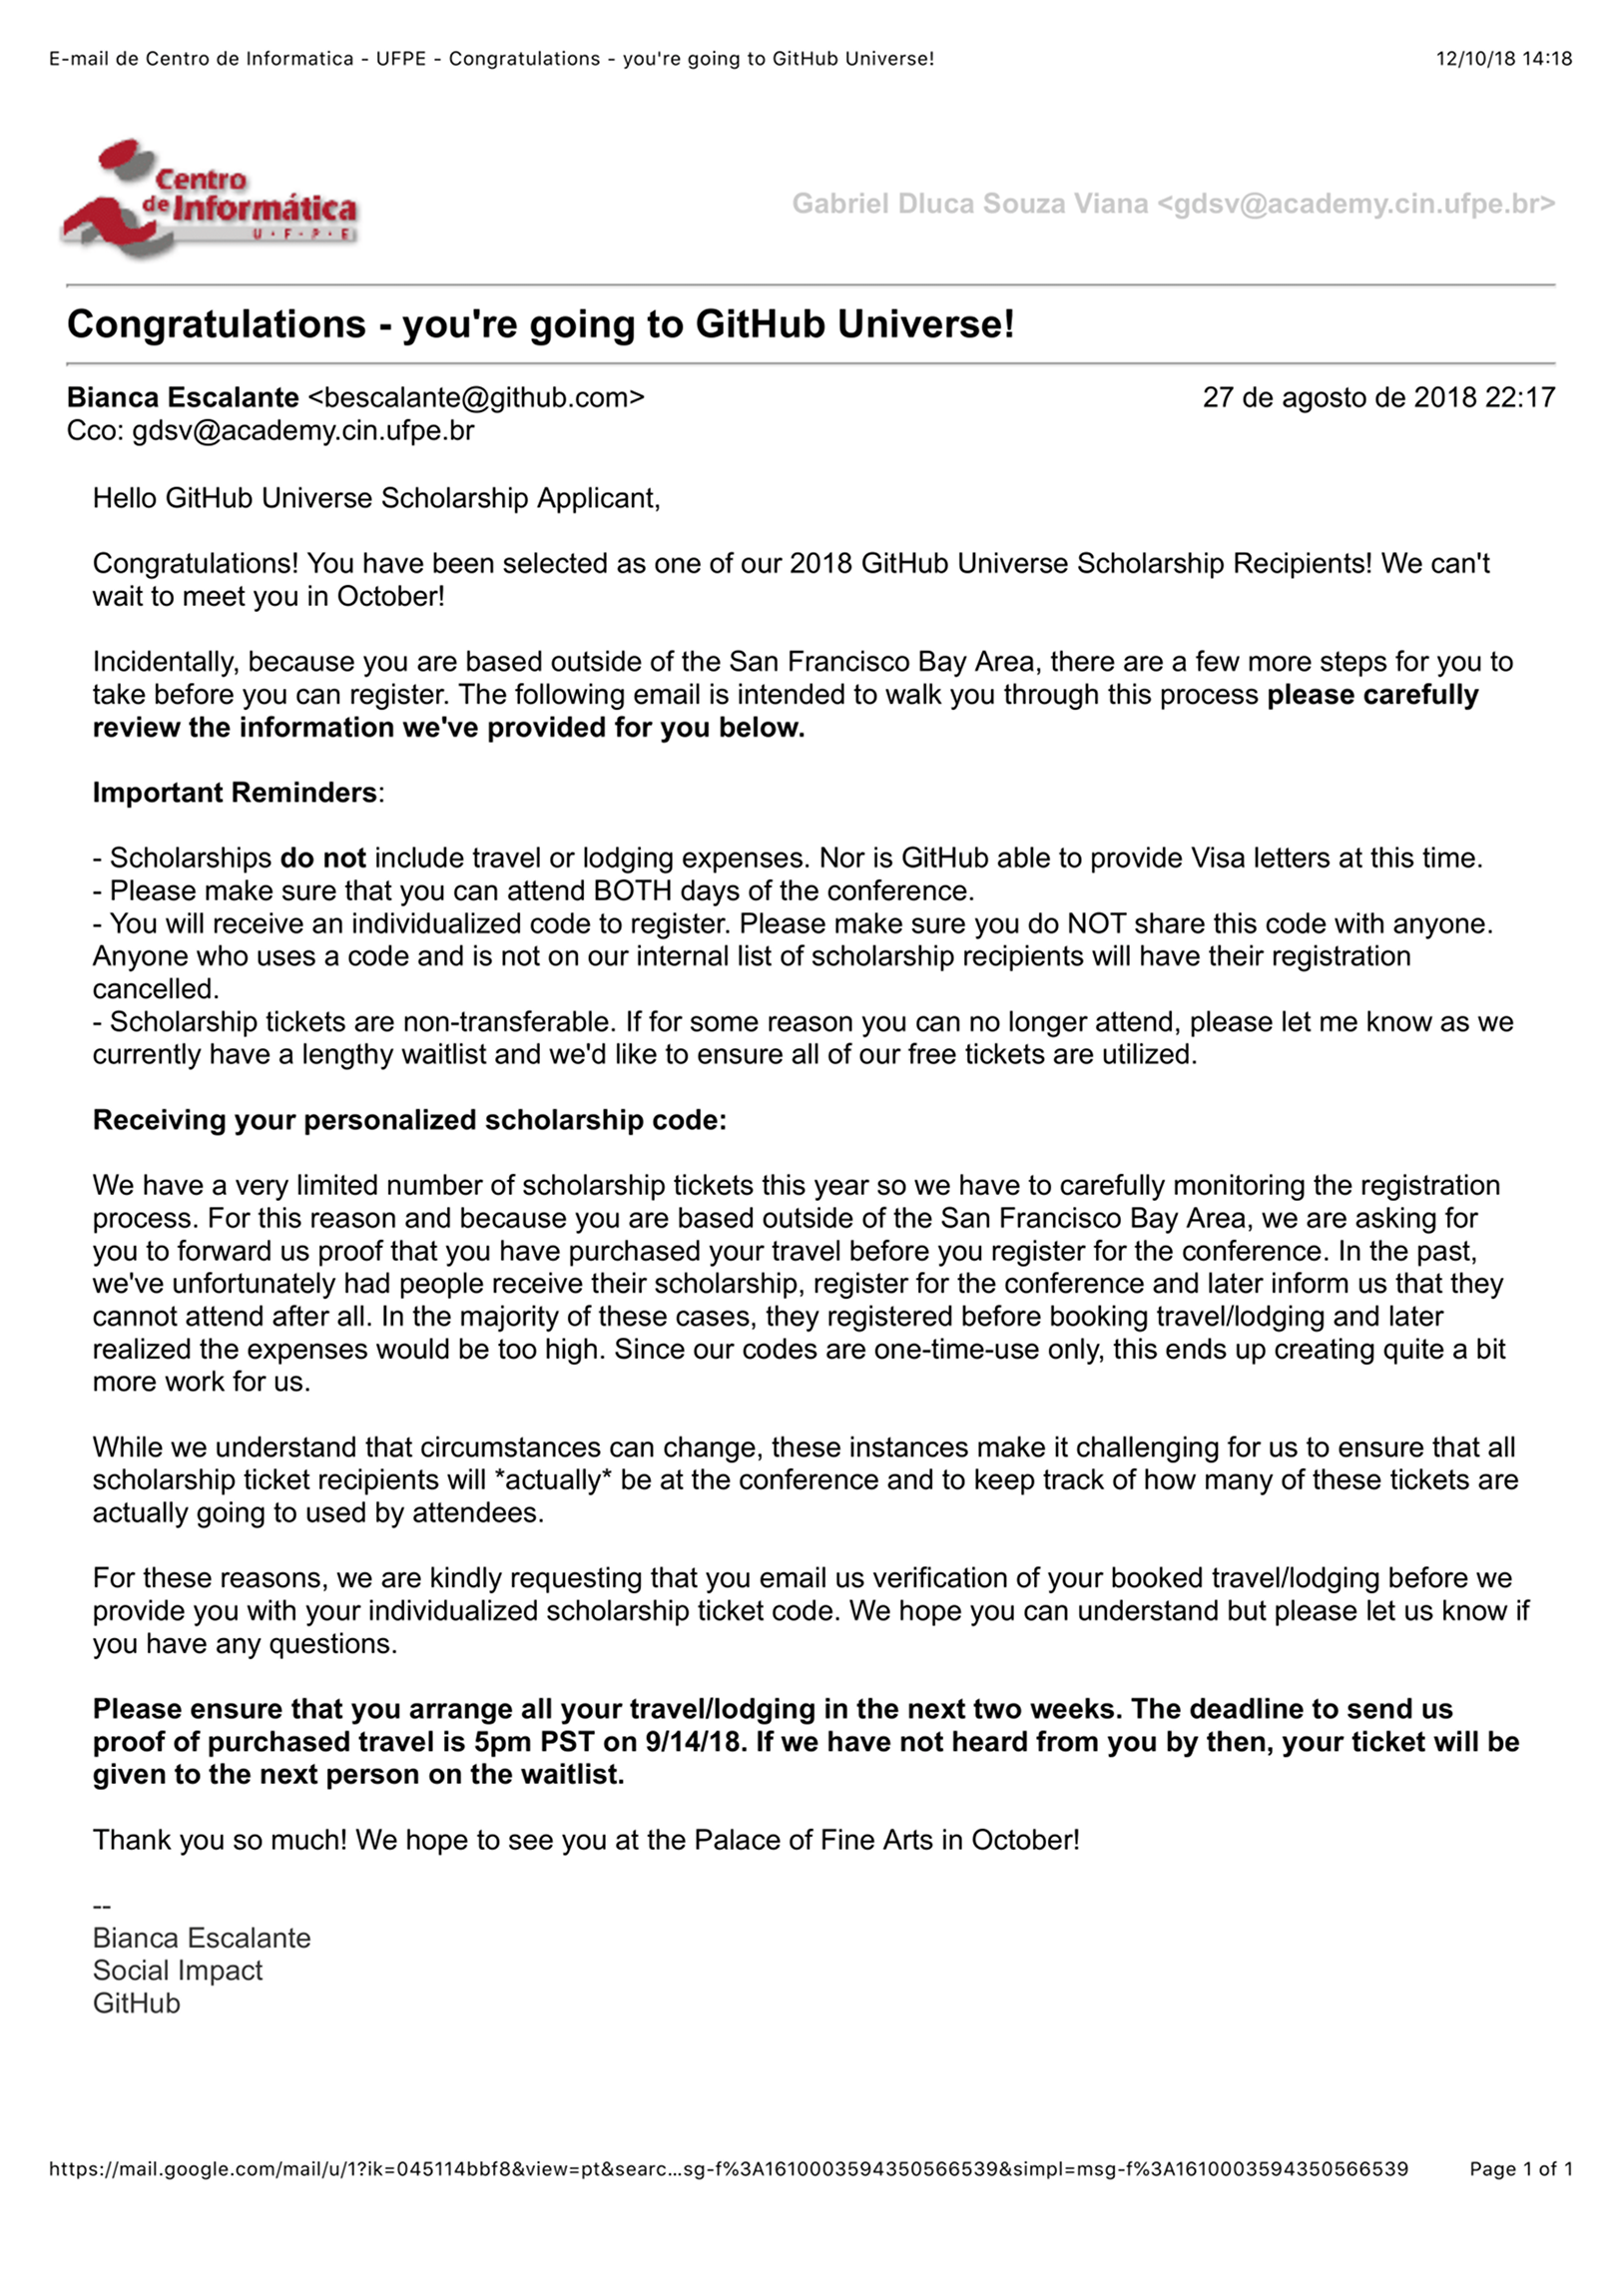 E-mail de Centro de Informatica - UFPE - Congratulations - you're going to GitHub Universe!
12/10/18 14:18
Centro
de Informática
U · F · P · E
Gabriel Dluca Souza Viana <gdsv@academy.cin.ufpe.br>
Congratulations - you're going to GitHub Universe!
Bianca Escalante <bescalante@github.com>
27 de agosto de 2018 22:17
Cco: gdsv@academy.cin.ufpe.br
Hello GitHub Universe Scholarship Applicant,
Congratulations! You have been selected as one of our 2018 GitHub Universe Scholarship Recipients! We can't
wait to meet you in October!
Incidentally, because you are based outside of the San Francisco Bay Area, there are a few more steps for you to
take before you can register. The following email is intended to walk you through this process please carefully
review the information we've provided for you below.
Important Reminders:
- Scholarships do not include travel or lodging expenses. Nor is GitHub able to provide Visa letters at this time.
- Please make sure that you can attend BOTH days of the conference.
- You will receive an individualized code to register. Please make sure you do NOT share this code with anyone.
Anyone who uses a code and is not on our internal list of scholarship recipients will have their registration
cancelled.
- Scholarship tickets are non-transferable. If for some reason you can no longer attend, please let me know as we
currently have a lengthy waitlist and we'd like to ensure all of our free tickets are utilized.
Receiving your personalized scholarship code:
We have a very limited number of scholarship tickets this year so we have to carefully monitoring the registration
process. For this reason and because you are based outside of the San Francisco Bay Area, we are asking for
you to forward us proof that you have purchased your travel before you register for the conference. In the past,
we've unfortunately had people receive their scholarship, register for the conference and later inform us that they
cannot attend after all. In the majority of these cases, they registered before booking travel/lodging and later
realized the expenses would be too high. Since our codes are one-time-use only, this ends up creating quite a bit
more work for us.
While we understand that circumstances can change, these instances make it challenging for us to ensure that all
scholarship ticket recipients will *actually* be at the conference and to keep track of how many of these tickets are
actually going to used by attendees.
For these reasons, we are kindly requesting that you email us verification of your booked travel/lodging before we
provide you with your individualized scholarship ticket code. We hope you can understand but please let us know if
you have any questions.
Please ensure that you arrange all your travel/lodging in the next two weeks. The deadline to send us
proof of purchased travel is 5pm PST on 9/14/18. If we have not heard from you by then, your ticket will be
given to the next person on the waitlist.
Thank you so much! We hope to see you at the Palace of Fine Arts in October!
--
Bianca Escalante
Social Impact
GitHub
https://mail.google.com/mail/u/1?ik=045114bbf8&view=pt&searc…sg-f%3A1610003594350566539&simpl=msg-f%3A1610003594350566539
Page 1 of 1